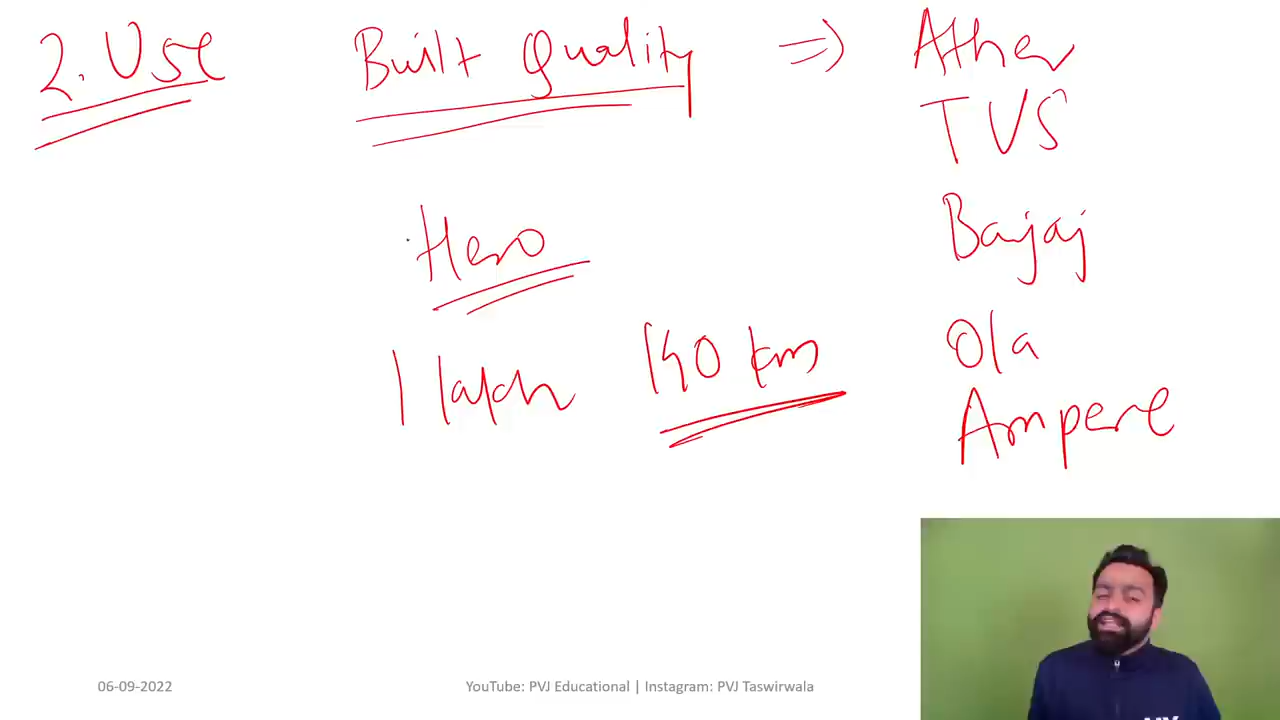 2. Use Built Quality ⇒ Ather
TVS
Hero
Bajaj
1 lakh 140 km
Ola
Ampere
06-09-2022
YouTube: PVJ Educational | Instagram: PVJ Taswirwala